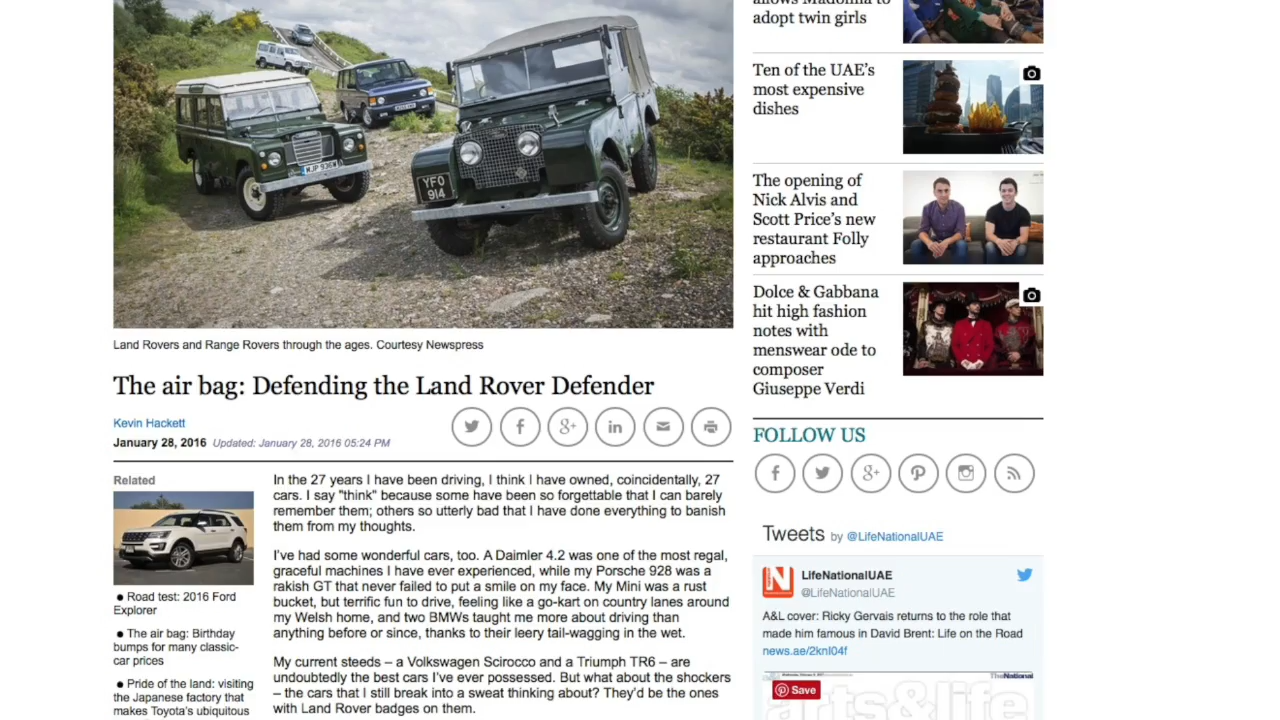 adopt twin girls
Ten of the UAE's
most expensive
dishes
The opening of
Nick Alvis and
Scott Price's new
restaurant Folly
approaches
Dolce & Gabbana
hit high fashion
notes with
menswear ode to
composer
Giuseppe Verdi
YFO
914
Land Rovers and Range Rovers through the ages. Courtesy Newspress
The air bag: Defending the Land Rover Defender
Kevin Hackett
January 28, 2016 Updated: January 28, 2016 05:24 PM
FOLLOW US
Related
In the 27 years I have been driving, I think I have owned, coincidentally, 27
cars. I say "think" because some have been so forgettable that I can barely
remember them; others so utterly bad that I have done everything to banish
them from my thoughts.
I've had some wonderful cars, too. A Daimler 4.2 was one of the most regal,
graceful machines I have ever experienced, while my Porsche 928 was a
rakish GT that never failed to put a smile on my face. My Mini was a rust
bucket, but terrific fun to drive, feeling like a go-kart on country lanes around
my Welsh home, and two BMWs taught me more about driving than
anything before or since, thanks to their leery tail-wagging in the wet.
My current steeds – a Volkswagen Scirocco and a Triumph TR6 – are
undoubtedly the best cars I've ever possessed. But what about the shockers
– the cars that I still break into a sweat thinking about? They'd be the ones
with Land Rover badges on them.
● Road test: 2016 Ford
Explorer
● The air bag: Birthday
bumps for many classic-
car prices
● Pride of the land: visiting
the Japanese factory that
makes Toyota's ubiquitous
Tweets by @LifeNationalUAE
LifeNationalUAE
@LifeNationalUAE
A&L cover: Ricky Gervais returns to the role that
made him famous in David Brent: Life on the Road
news.ae/2knI04f
TheNational
Save
arts&life